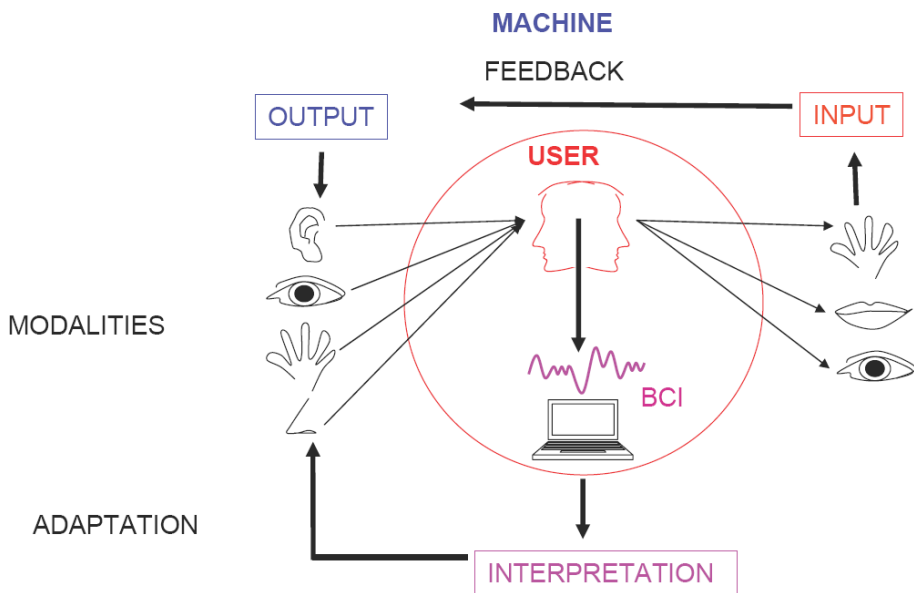 MACHINE
FEEDBACK
OUTPUT
INPUT
USER
MODALITIES
BCI
ADAPTATION
INTERPRETATION